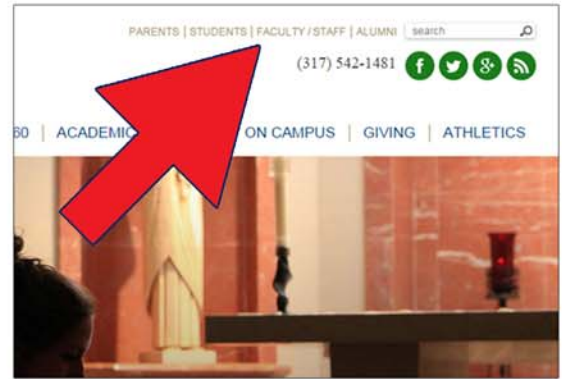 PARENTS | STUDENTS | FACULTY / STAFF | ALUMNI search
(317) 542-1481
60 | ACADEMIC ON CAMPUS | GIVING | ATHLETICS